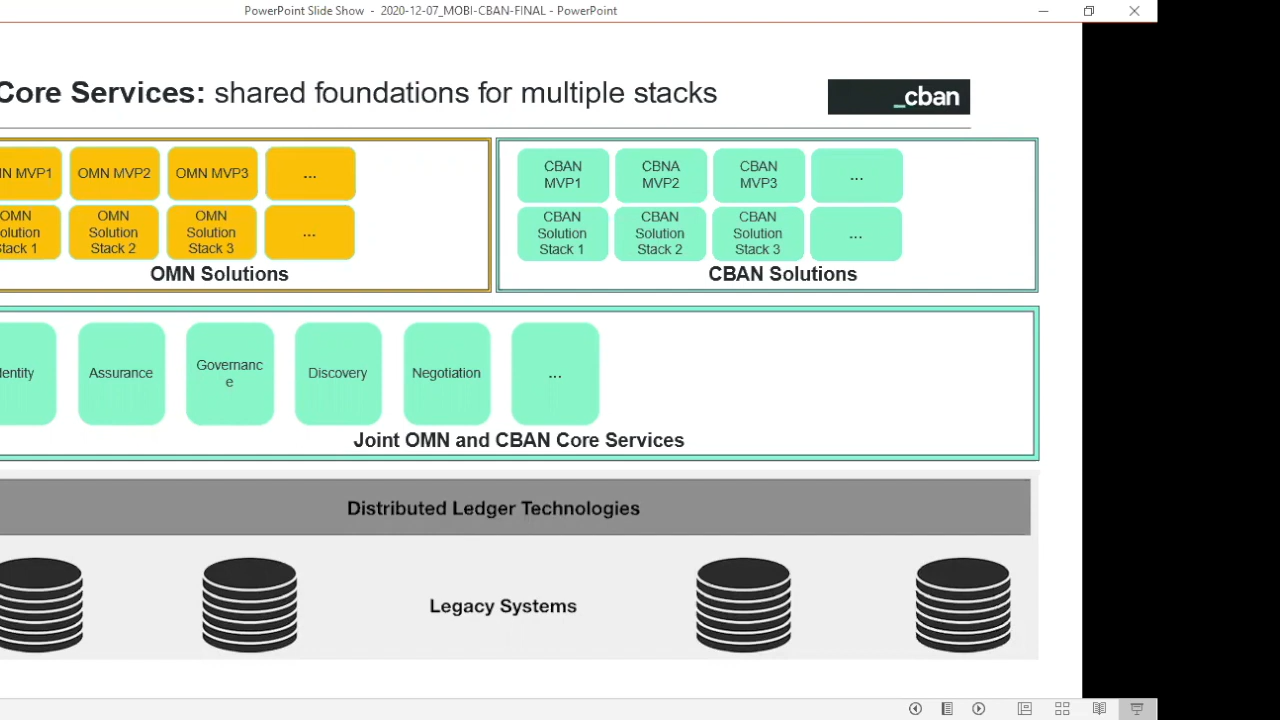 PowerPoint Slide Show - 2020-12-07_MOBI-CBAN-FINAL - PowerPoint
Core Services: shared foundations for multiple stacks
_cban
N MVP1
OMN MVP2
OMN MVP3
...
OMN
olution
tack 1
OMN
Solution
Stack 2
OMN
Solution
Stack 3
...
OMN Solutions
CBAN
MVP1
CBNA
MVP2
CBAN
MVP3
...
CBAN
Solution
Stack 1
CBAN
Solution
Stack 2
CBAN
Solution
Stack 3
...
CBAN Solutions
entity
Assurance
Governanc
e
Discovery
Negotiation
...
Joint OMN and CBAN Core Services
Distributed Ledger Technologies
Legacy Systems